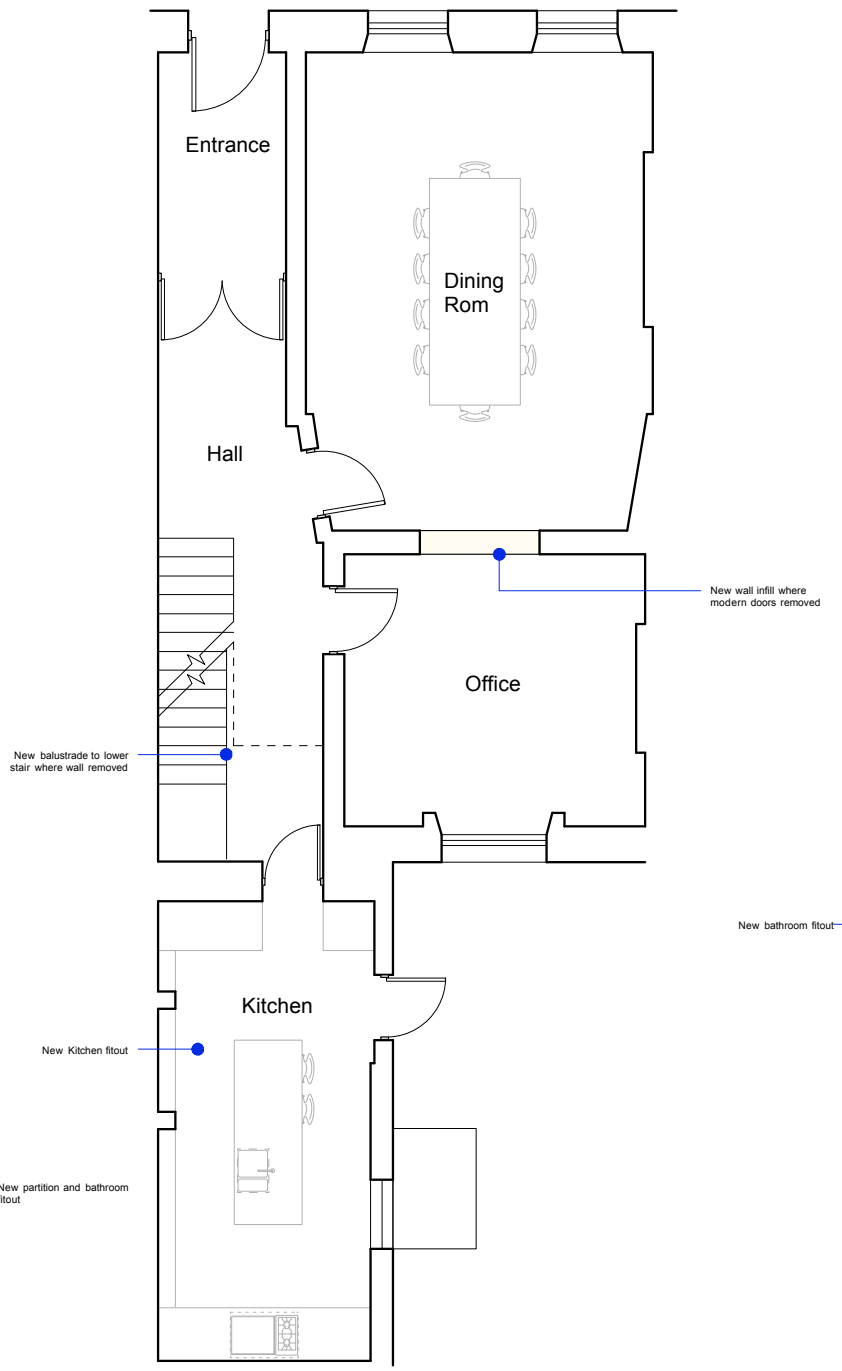 Entrance
Dining
Rom
Hall
New wall infill where
modern doors removed
Office
New balustrade to lower
stair where wall removed
New bathroom fitout
Kitchen
New Kitchen fitout
New partition and bathroom
fitout